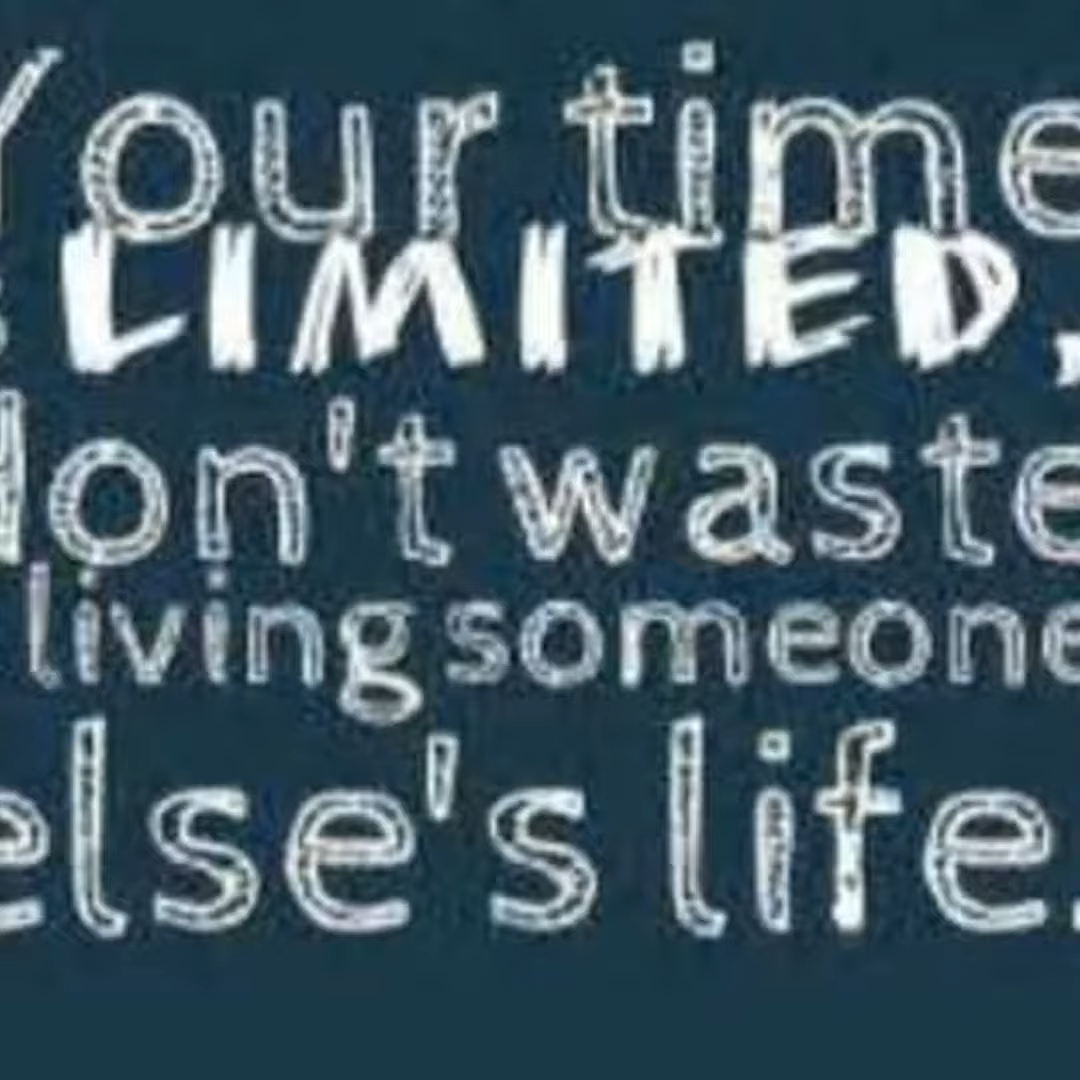 Your time
s LIMITED,
don't waste
living someone
else's life.